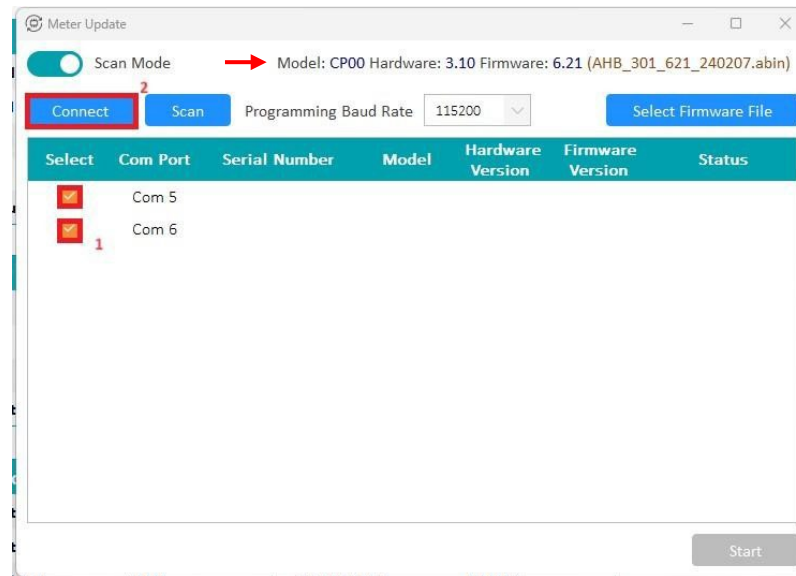 Meter Update
Scan Mode
Model: CP00 Hardware: 3.10 Firmware: 6.21 (AHB_301_621_240207.abin)
2
Connect
Scan
Programming Baud Rate
115200
Select Firmware File
Select
Com Port
Serial Number
Model
Hardware Version
Firmware Version
Status
Com 5
Com 6
1
Start